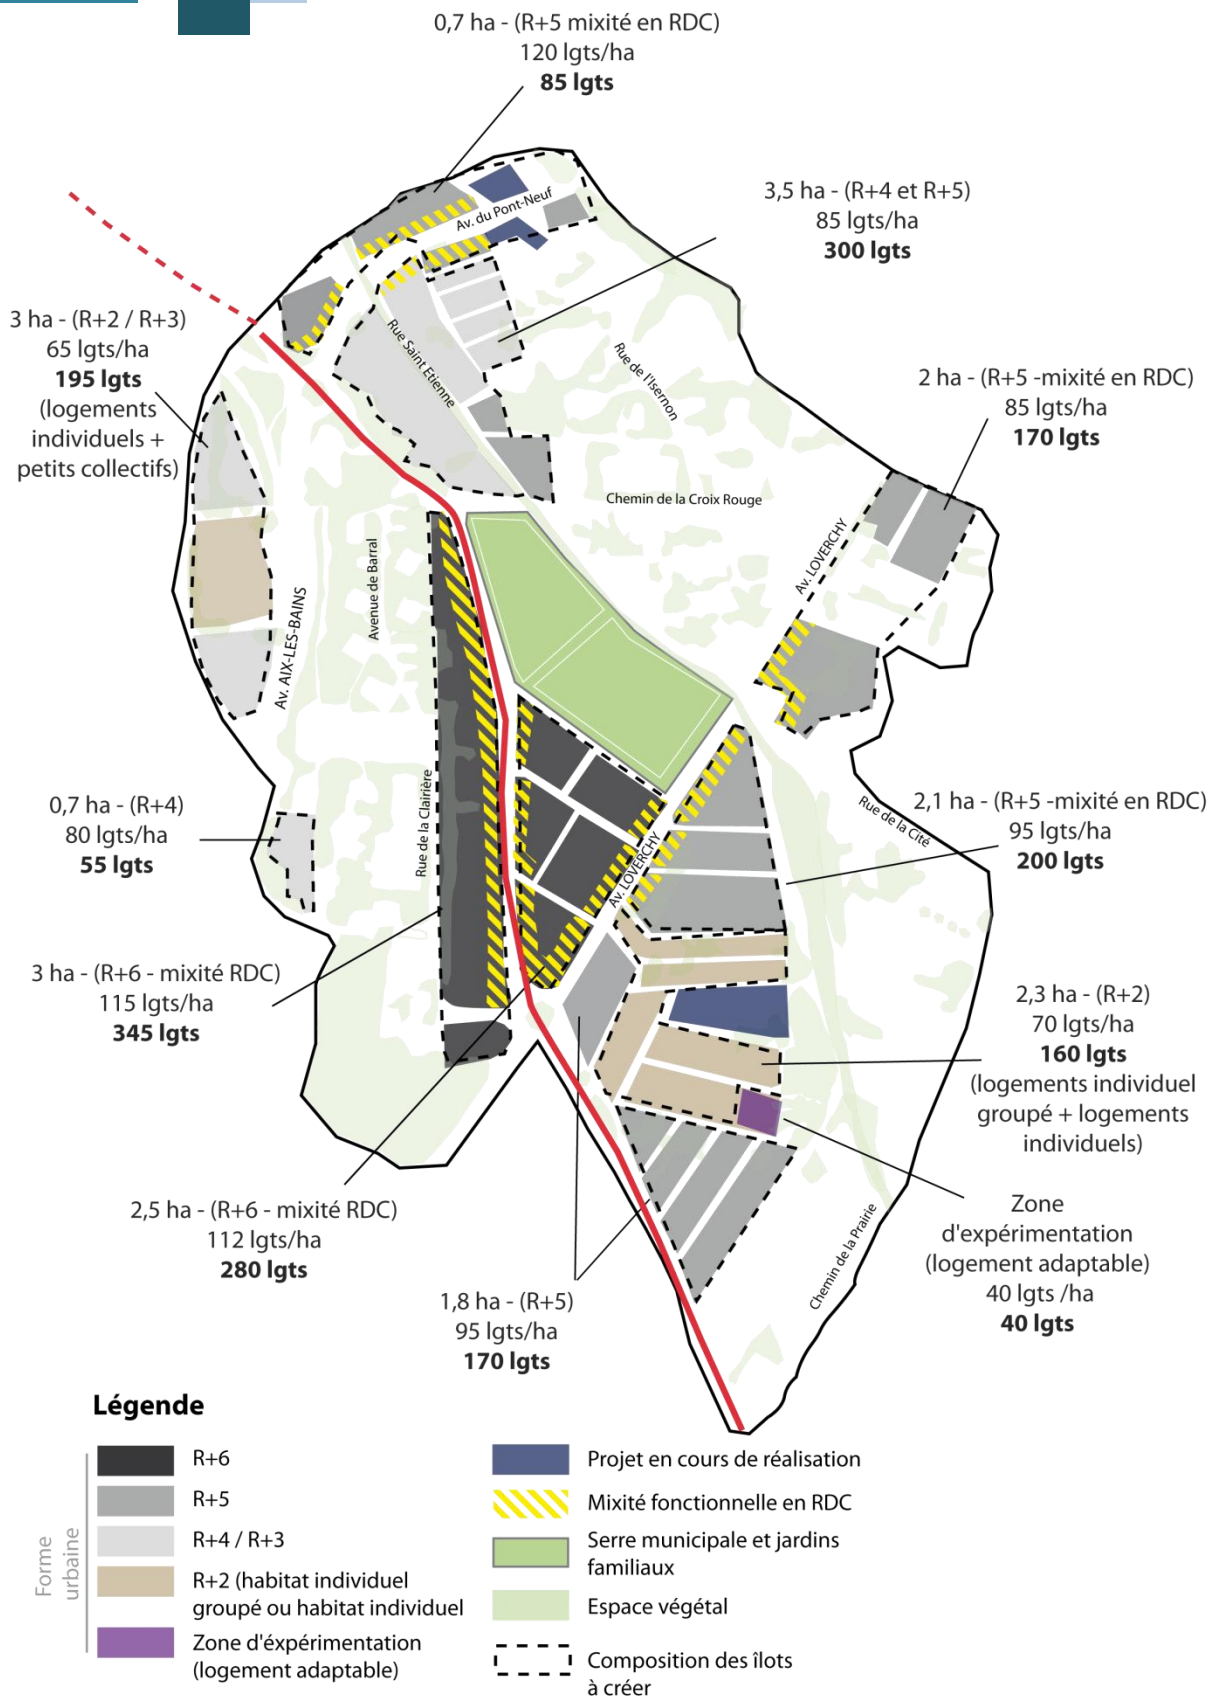 0,7 ha - (R+5 mixité en RDC)
120 lgts/ha
85 lgts
3,5 ha - (R+4 et R+5)
85 lgts/ha
300 lgts
Av. du Pont-Neuf
3 ha - (R+2 / R+3)
65 lgts/ha
195 lgts
(logements
individuels +
petits collectifs)
Rue Saint Etienne
Rue de l'Isernon
2 ha - (R+5 -mixité en RDC)
85 lgts/ha
170 lgts
Chemin de la Croix Rouge
Av. LOVERCHY
Avenue de Barral
Av. AIX-LES-BAINS
Rue de la Clairière
0,7 ha - (R+4)
80 lgts/ha
55 lgts
Av. LOVERCHY
Rue de la Cité
2,1 ha - (R+5 -mixité en RDC)
95 lgts/ha
200 lgts
3 ha - (R+6 - mixité RDC)
115 lgts/ha
345 lgts
2,3 ha - (R+2)
70 lgts/ha
160 lgts
(logements individuel
groupé + logements
individuels)
2,5 ha - (R+6 - mixité RDC)
112 lgts/ha
280 lgts
Zone
d'expérimentation
(logement adaptable)
40 lgts /ha
40 lgts
Chemin de la Prairie
1,8 ha - (R+5)
95 lgts/ha
170 lgts
Légende
Forme
urbaine
R+6
R+5
R+4 / R+3
R+2 (habitat individuel
groupé ou habitat individuel
Zone d'éxpérimentation
(logement adaptable)
Projet en cours de réalisation
Mixité fonctionnelle en RDC
Serre municipale et jardins
familiaux
Espace végétal
Composition des îlots
à créer